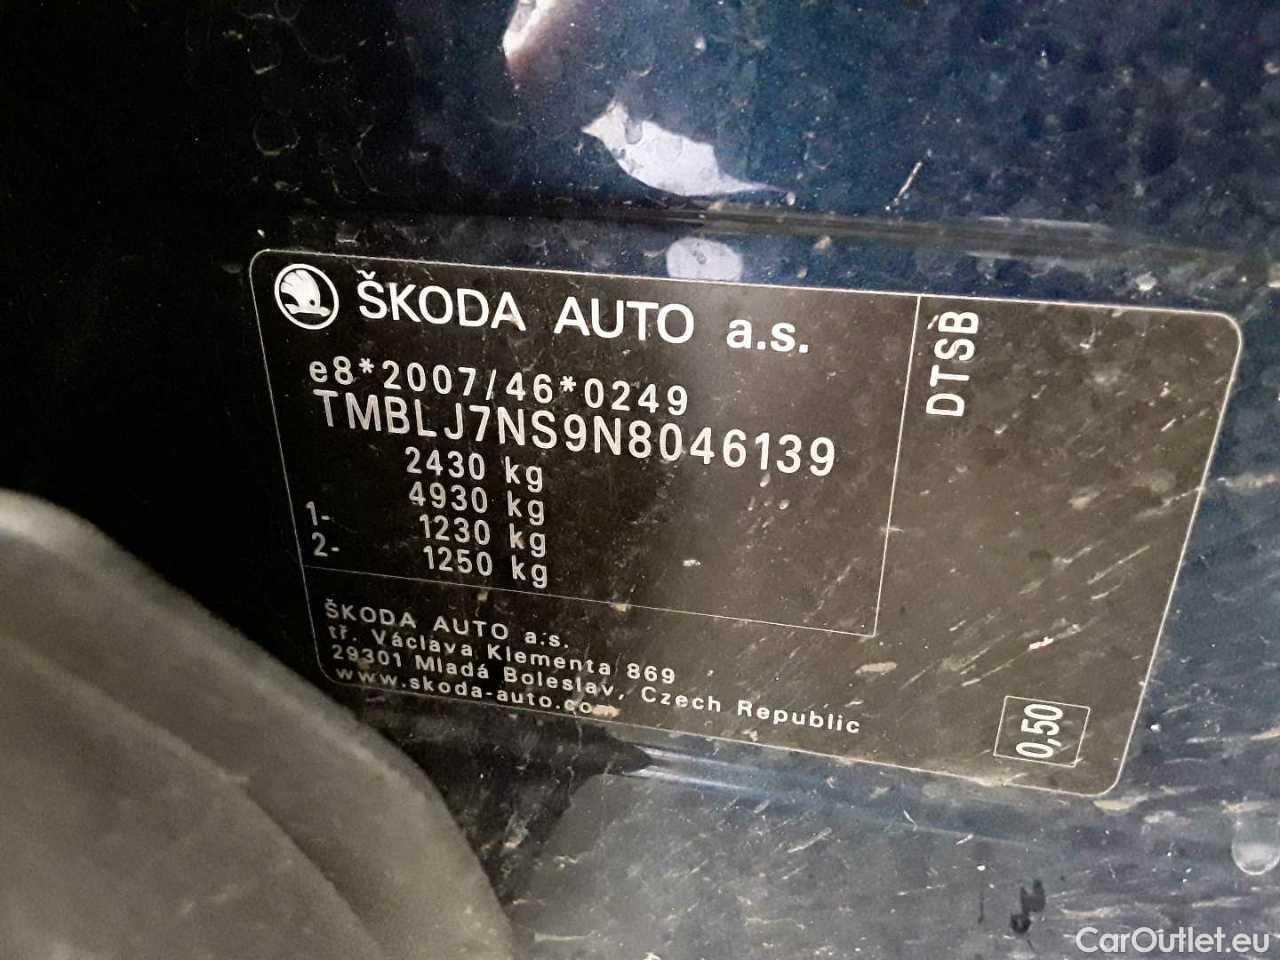 ŠKODA AUTO a.s.
e8*2007/46*0249
TMBLJ7NS9N8046139
2430 kg
4930 kg
1- 1230 kg
2- 1250 kg
ŠKODA AUTO a.s.
tř. Václava Klementa 869
29301 Mladá Boleslav, Czech Republic
www.skoda-auto.com
DTSB
0,50
CarOutlet.eu